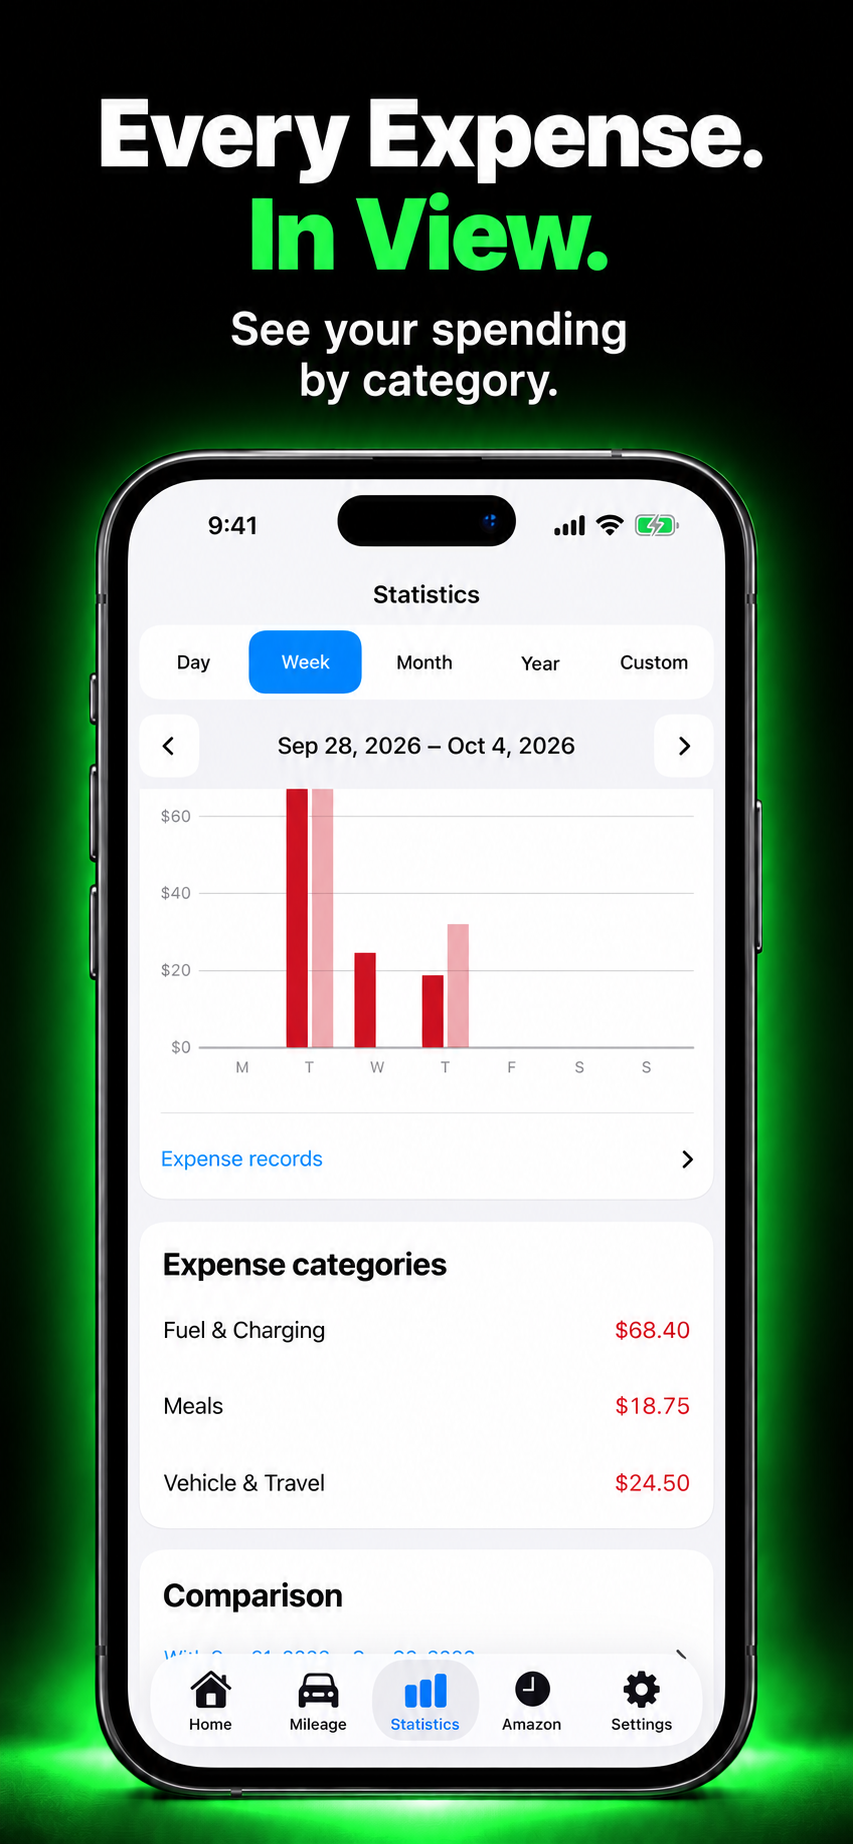 Every Expense.
In View.
See your spending
by category.
9:41
Statistics
Day Week Month Year Custom
Sep 28, 2026 – Oct 4, 2026
$60
$40
$20
$0
M T W T F S S
Expense records
Expense categories
Fuel & Charging $68.40
Meals $18.75
Vehicle & Travel $24.50
Comparison
Home Mileage Statistics Amazon Settings